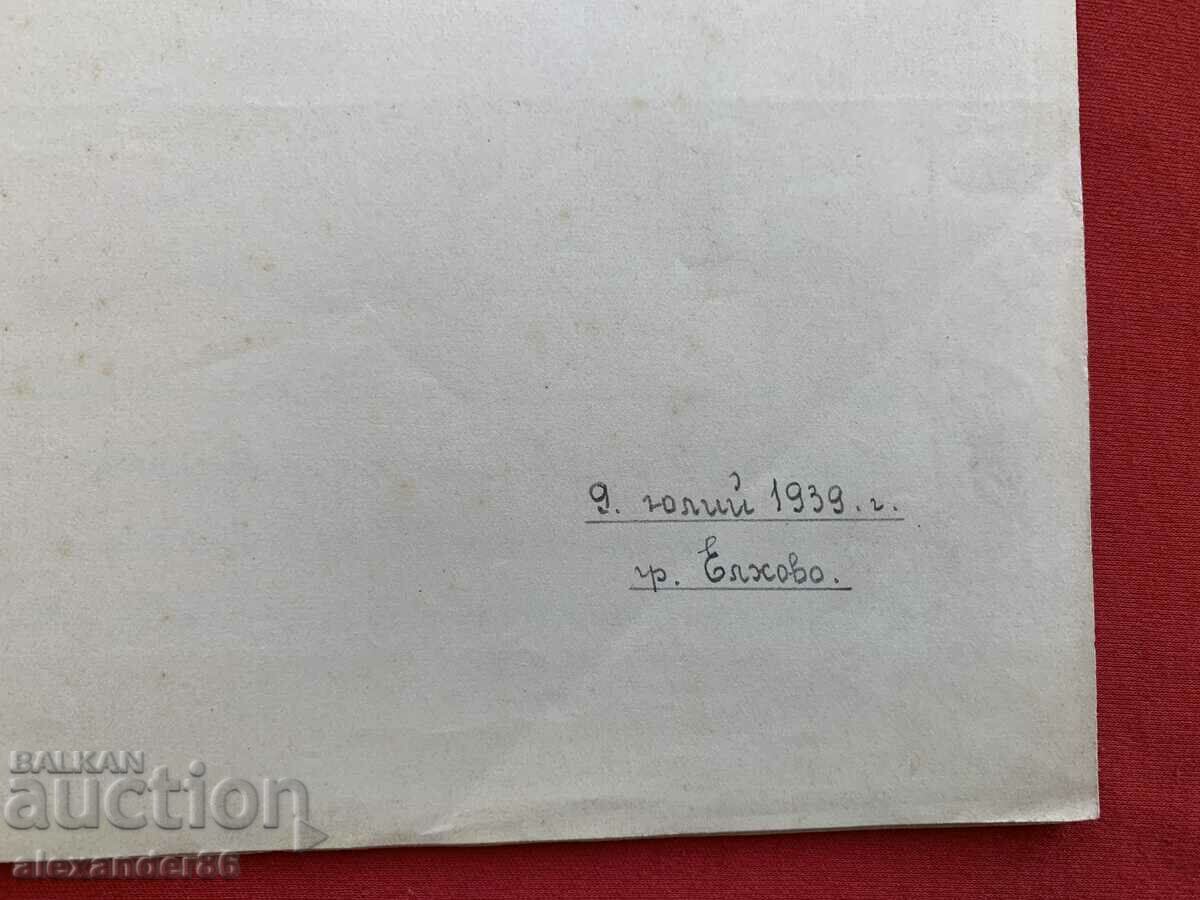 9. юлий 1939. г.
гр. Елхово.
BALKAN
auction
alexander86